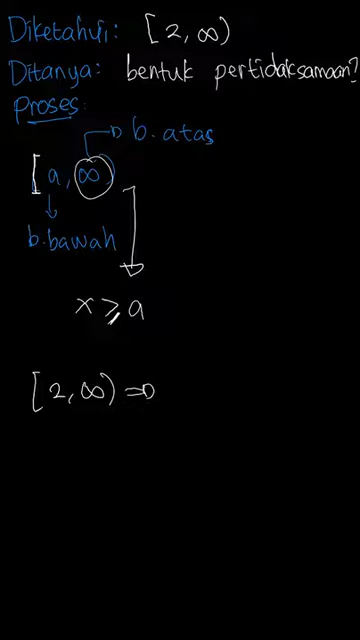 Diketahui: [2, ∞)
Ditanya: bentuk pertidaksamaan?
Proses:
b. atas
[a, ∞)
b. bawah
x ⩾ a
[2, ∞) ⇒